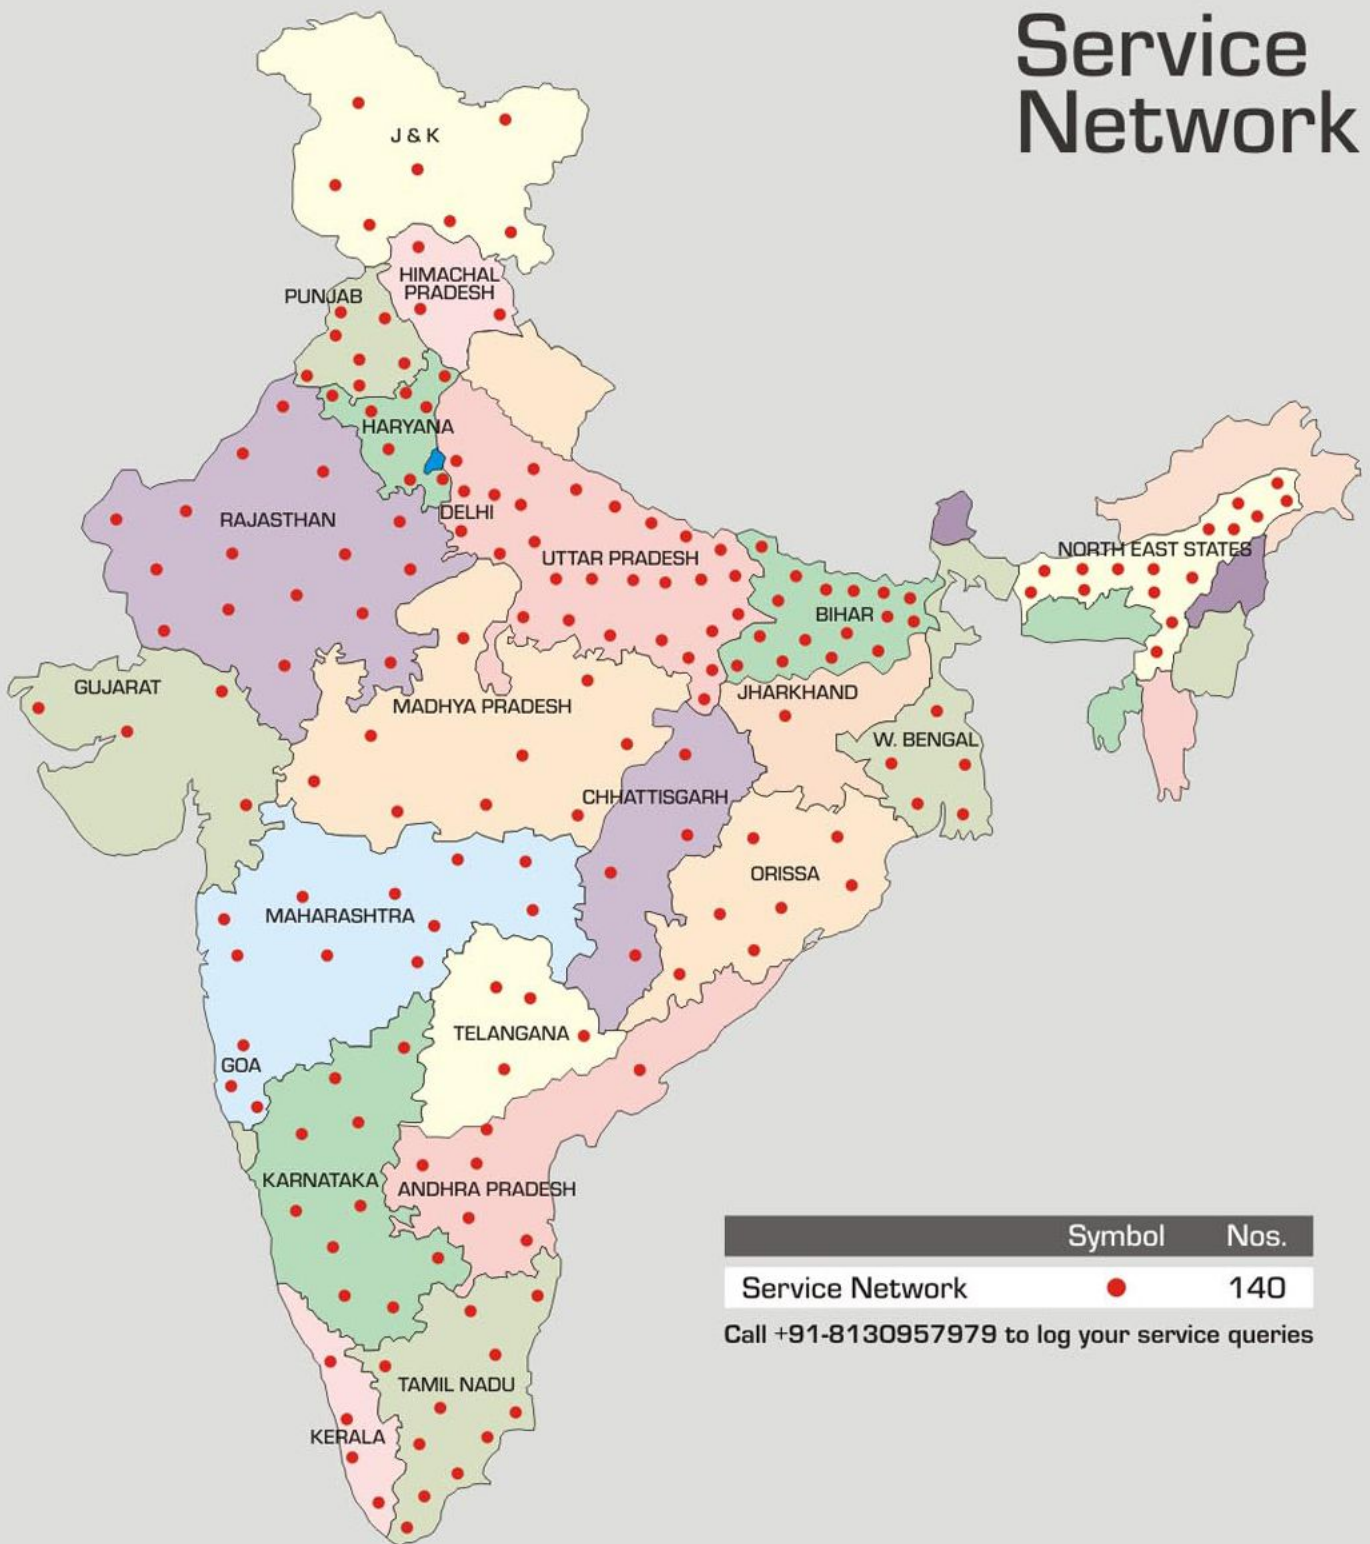 Service
Network
J & K
HIMACHAL
PRADESH
PUNJAB
HARYANA
DELHI
RAJASTHAN
UTTAR PRADESH
NORTH EAST STATES
BIHAR
GUJARAT
MADHYA PRADESH
JHARKHAND
W. BENGAL
CHHATTISGARH
ORISSA
MAHARASHTRA
TELANGANA
GOA
KARNATAKA
ANDHRA PRADESH
Symbol Nos.
Service Network 140
Call +91-8130957979 to log your service queries
TAMIL NADU
KERALA